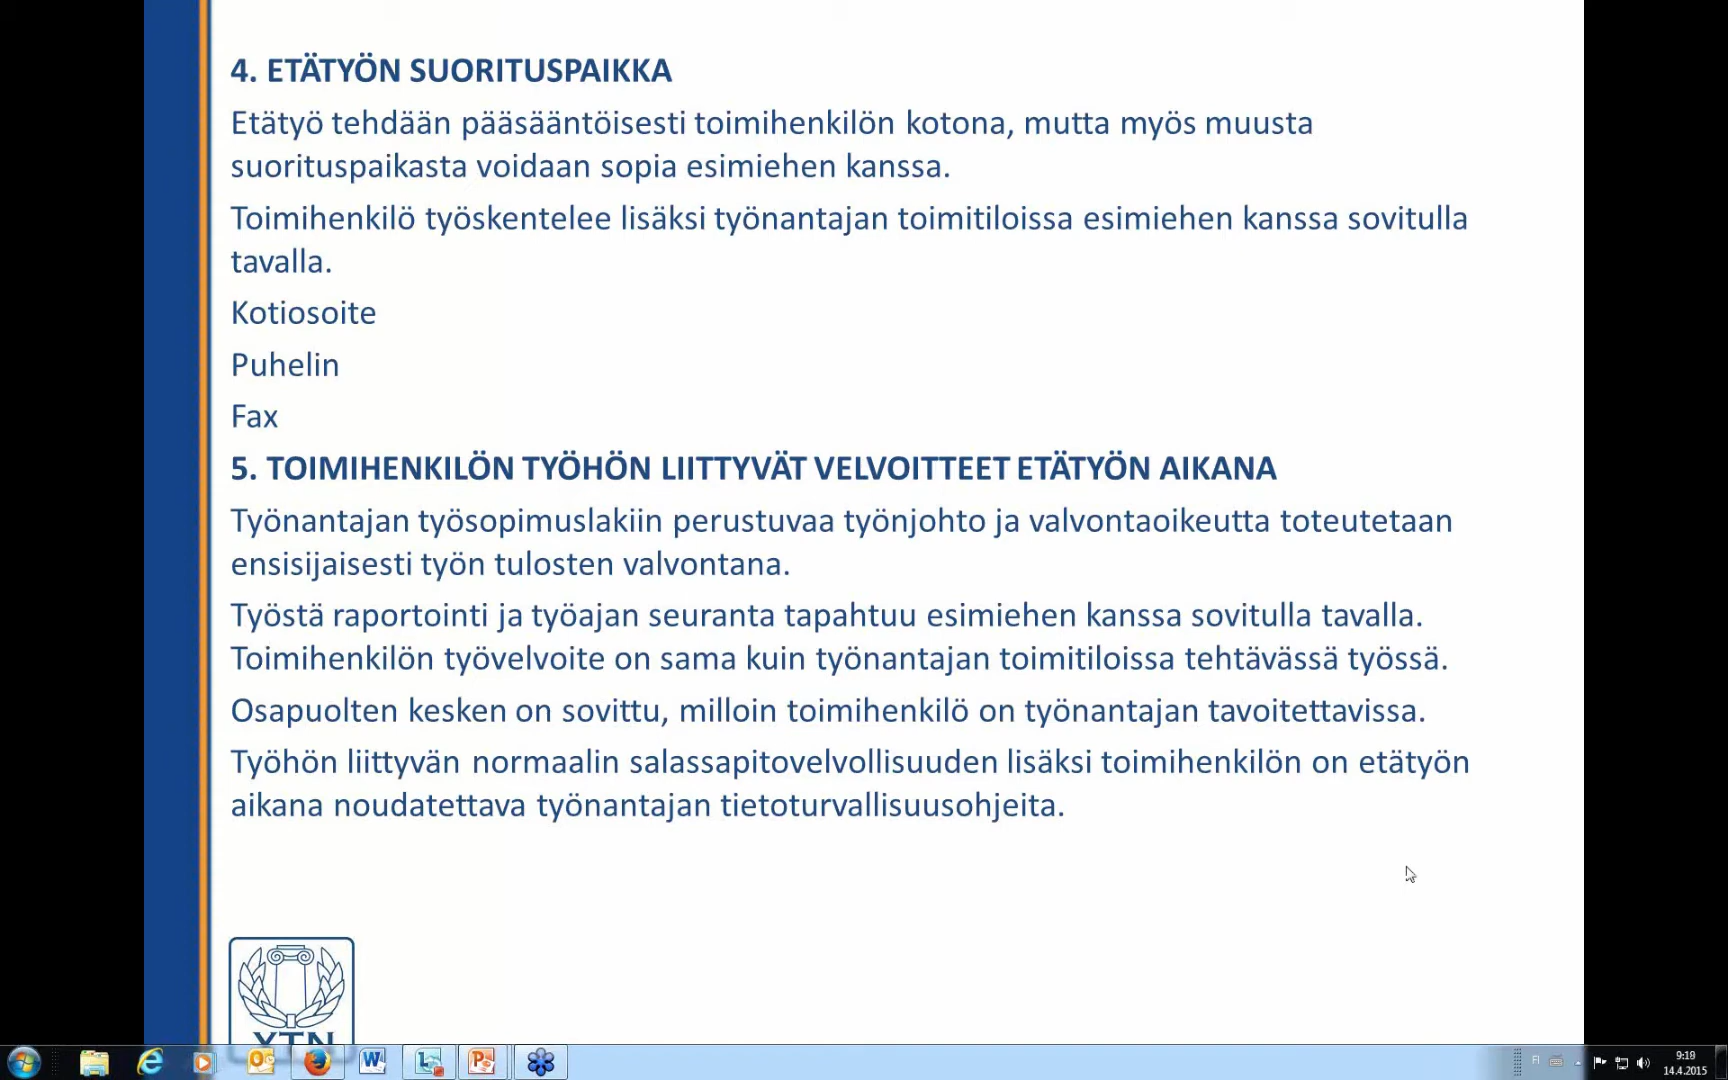 4. ETÄTYÖN SUORITUSPAIKKA
Etätyö tehdään pääsääntöisesti toimihenkilön kotona, mutta myös muusta
suorituspaikasta voidaan sopia esimiehen kanssa.
Toimihenkilö työskentelee lisäksi työnantajan toimitiloissa esimiehen kanssa sovitulla
tavalla.
Kotiosoite
Puhelin
Fax
5. TOIMIHENKILÖN TYÖHÖN LIITTYVÄT VELVOITTEET ETÄTYÖN AIKANA
Työnantajan työsopimuslakiin perustuvaa työnjohto ja valvontaoikeutta toteutetaan
ensisijaisesti työn tulosten valvontana.
Työstä raportointi ja työajan seuranta tapahtuu esimiehen kanssa sovitulla tavalla.
Toimihenkilön työvelvoite on sama kuin työnantajan toimitiloissa tehtävässä työssä.
Osapuolten kesken on sovittu, milloin toimihenkilö on työnantajan tavoitettavissa.
Työhön liittyvän normaalin salassapitovelvollisuuden lisäksi toimihenkilön on etätyön
aikana noudatettava työnantajan tietoturvallisuusohjeita.
YTN
FI
9:10
14.4.2015